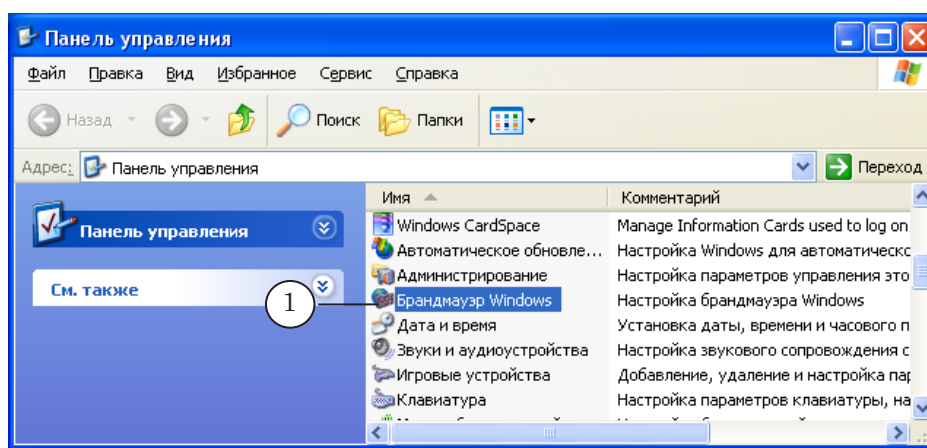 Панель управления
Файл Правка Вид Избранное Сервис Справка
Назад Поиск Папки
Адрес: Панель управления Переход
Имя Комментарий
Windows CardSpace Manage Information Cards used to log on
Панель управления
Автоматическое обновле... Настройка Windows для автоматическо
Администрирование Настройка параметров управления это
См. также
1
Брандмауэр Windows Настройка брандмауэра Windows
Дата и время Установка даты, времени и часового п
Звуки и аудиоустройства Настройка звукового сопровождения с
Игровые устройства Добавление, удаление и настройка пар
Клавиатура Настройка параметров клавиатуры, на